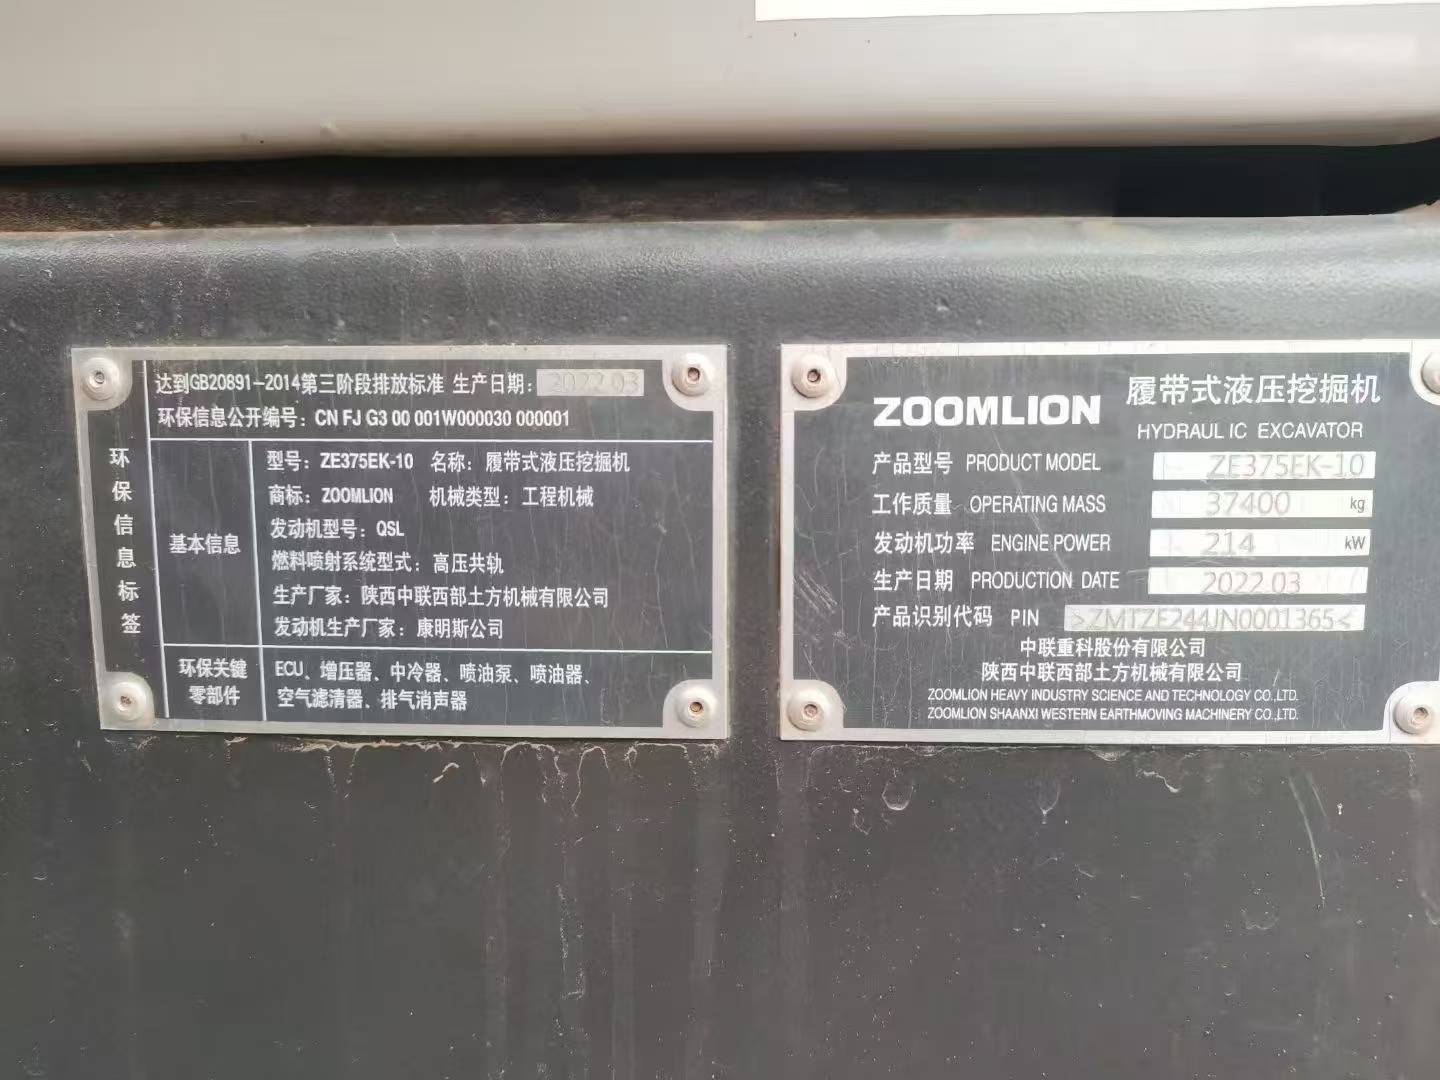 达到GB20891-2014第三阶段排放标准 生产日期: 2022.03
环保信息公开编号: CN FJ G3 00 001W000030 000001
环保信息标签
基本信息
型号: ZE375EK-10 名称: 履带式液压挖掘机
商标: ZOOMLION 机械类型: 工程机械
发动机型号: QSL
燃料喷射系统型式: 高压共轨
生产厂家: 陕西中联西部土方机械有限公司
发动机生产厂家: 康明斯公司
环保关键
零部件
ECU、增压器、中冷器、喷油泵、喷油器、
空气滤清器、排气消声器
ZOOMLION 履带式液压挖掘机
HYDRAULIC EXCAVATOR
产品型号 PRODUCT MODEL ZE375EK-10
工作质量 OPERATING MASS 37400 kg
发动机功率 ENGINE POWER 214 kW
生产日期 PRODUCTION DATE 2022.03
产品识别代码 PIN >ZMTZE244JN0001365<
中联重科股份有限公司
陕西中联西部土方机械有限公司
ZOOMLION HEAVY INDUSTRY SCIENCE AND TECHNOLOGY CO.,LTD.
ZOOMLION SHAANXI WESTERN EARTHMOVING MACHINERY CO.,LTD.